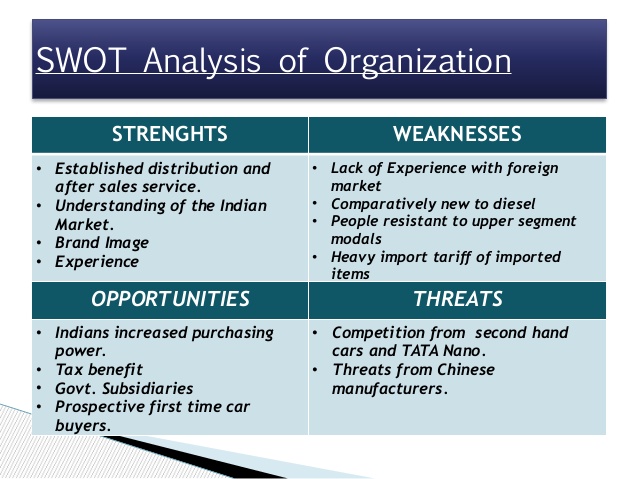 SWOT Analysis of Organization
STRENGHTS
WEAKNESSES
• Established distribution and
after sales service.
• Understanding of the Indian
Market.
• Brand Image
• Experience
• Lack of Experience with foreign
market
• Comparatively new to diesel
• People resistant to upper segment
modals
• Heavy import tariff of imported
items
OPPORTUNITIES
THREATS
• Indians increased purchasing
power.
• Tax benefit
• Govt. Subsidiaries
• Prospective first time car
buyers.
• Competition from second hand
cars and TATA Nano.
• Threats from Chinese
manufacturers.